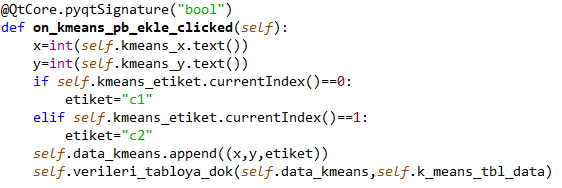 @QtCore.pyqtSignature("bool")
def on_kmeans_pb_ekle_clicked(self):
    x=int(self.kmeans_x.text())
    y=int(self.kmeans_y.text())
    if self.kmeans_etiket.currentIndex()==0:
        etiket="c1"
    elif self.kmeans_etiket.currentIndex()==1:
        etiket="c2"
    self.data_kmeans.append((x,y,etiket))
    self.verileri_tabloya_dok(self.data_kmeans,self.k_means_tbl_data)